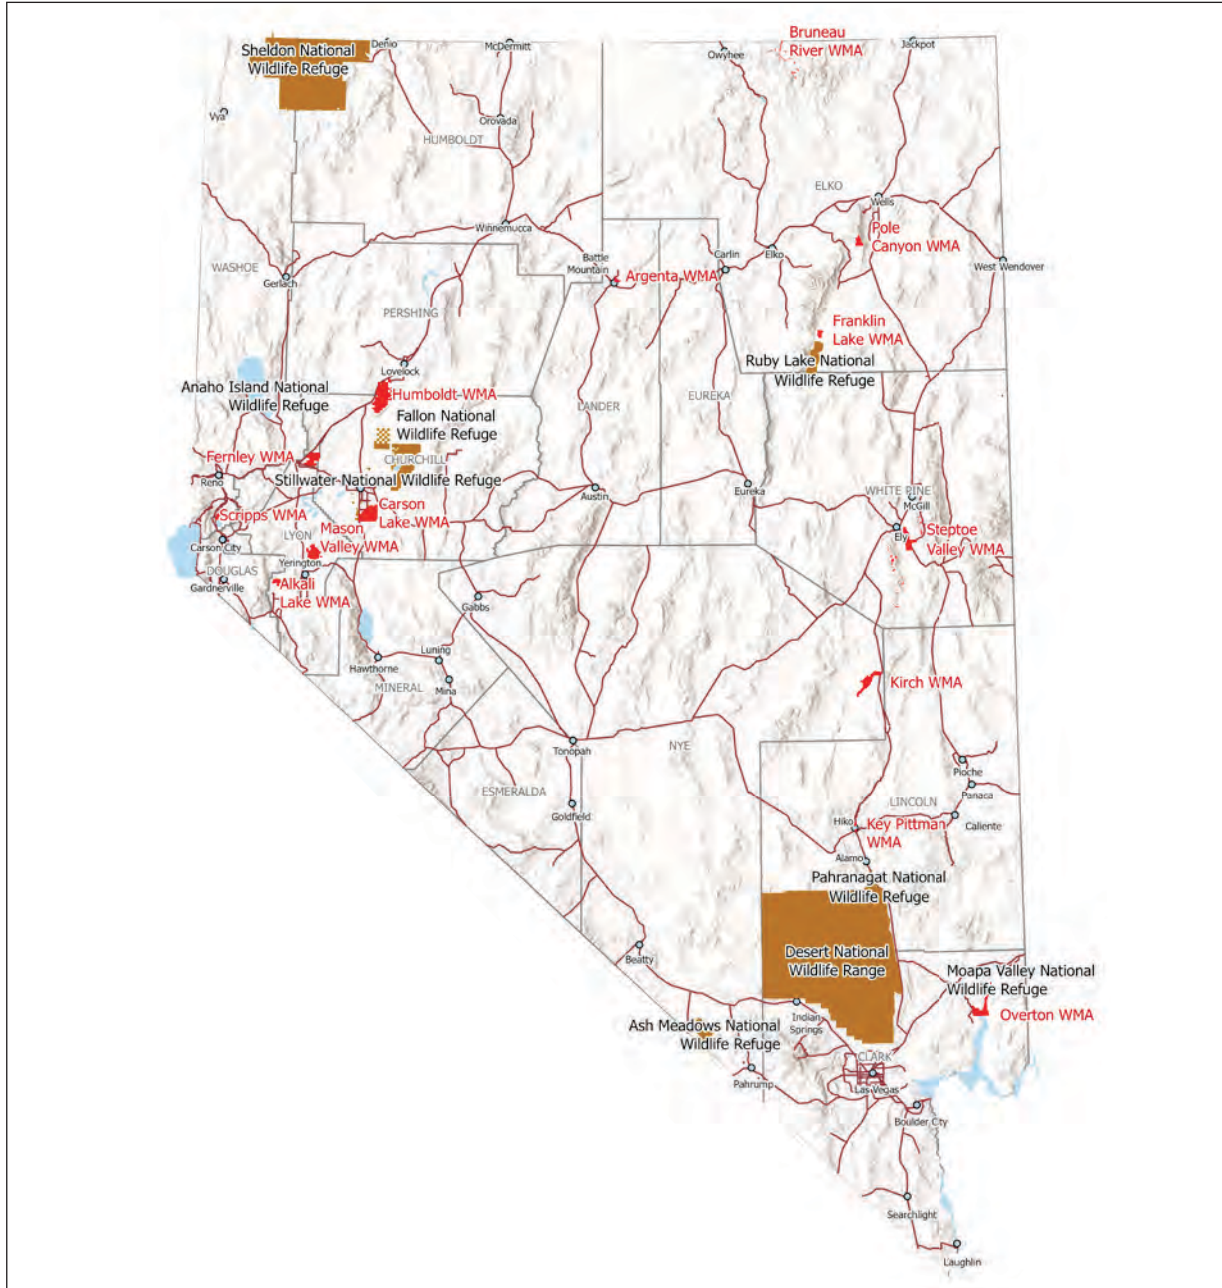 Bruneau
River WMA
Sheldon National
Wildlife Refuge
Denio
McDermitt
Owyhee
Jackpot
Vya
Orovada
HUMBOLDT
ELKO
Wells
Pole
Canyon WMA
Winnemucca
WASHOE
Gerlach
Battle
Mountain
Argenta WMA
Carlin
Elko
West Wendover
PERSHING
Franklin
Lake WMA
Lovelock
Ruby Lake National
Wildlife Refuge
Anaho Island National
Wildlife Refuge
Humboldt WMA
LANDER
EUREKA
Fallon National
Wildlife Refuge
Fernley WMA
CHURCHILL
Reno
Stillwater National Wildlife Refuge
Austin
Eureka
WHITE PINE
McGill
Scripps WMA
Carson
Lake WMA
Mason
Valley WMA
LYON
Carson City
Ely
Steptoe
Valley WMA
Yerington
DOUGLAS
Gardnerville
Alkali
Lake WMA
Gabbs
Luning
Hawthorne
MINERAL
Mina
Kirch WMA
Tonopah
NYE
Pioche
Panaca
ESMERALDA
Goldfield
LINCOLN
Hiko
Key Pittman
WMA
Caliente
Alamo
Pahranagat National
Wildlife Refuge
Beatty
Desert National
Wildlife Range
Moapa Valley National
Wildlife Refuge
Overton WMA
Ash Meadows National
Wildlife Refuge
Indian
Springs
CLARK
Pahrump
Las Vegas
Boulder City
Searchlight
Laughlin